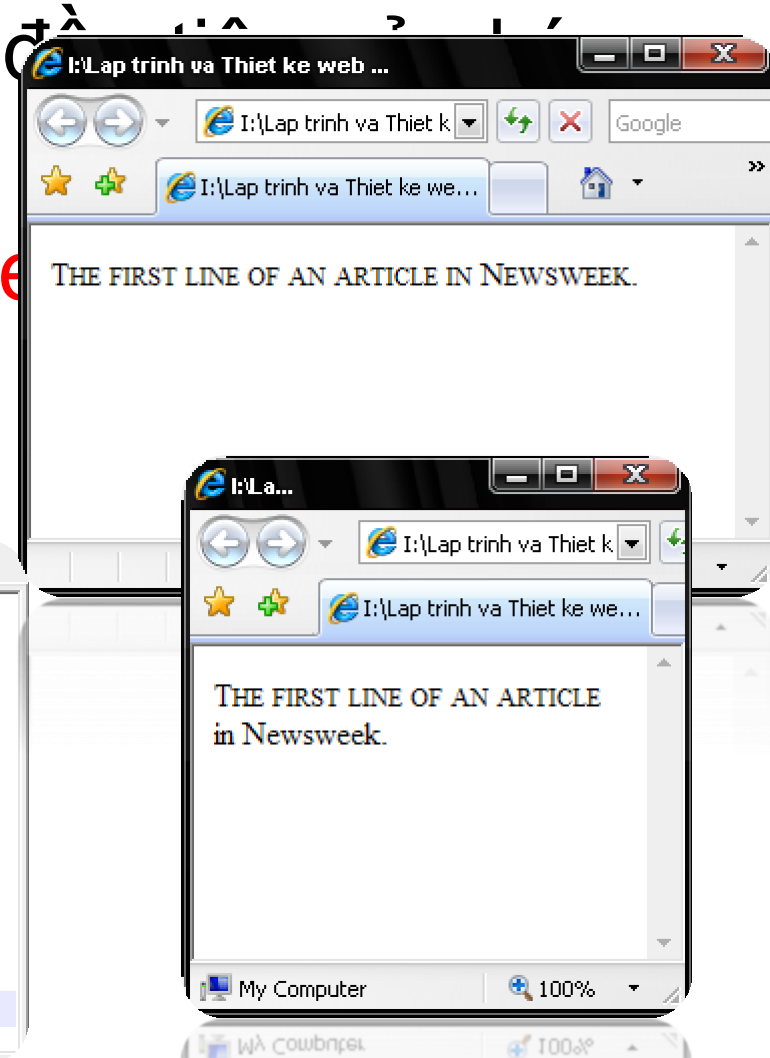 I:\Lap trinh va Thiet ke web ...
I:\Lap trinh va Thiet k
Google
I:\Lap trinh va Thiet ke we...
»
THE FIRST LINE OF AN ARTICLE IN NEWSWEEK.
I:\La...
I:\Lap trinh va Thiet k
I:\Lap trinh va Thiet ke we...
THE FIRST LINE OF AN ARTICLE
in Newsweek.
My Computer
100%